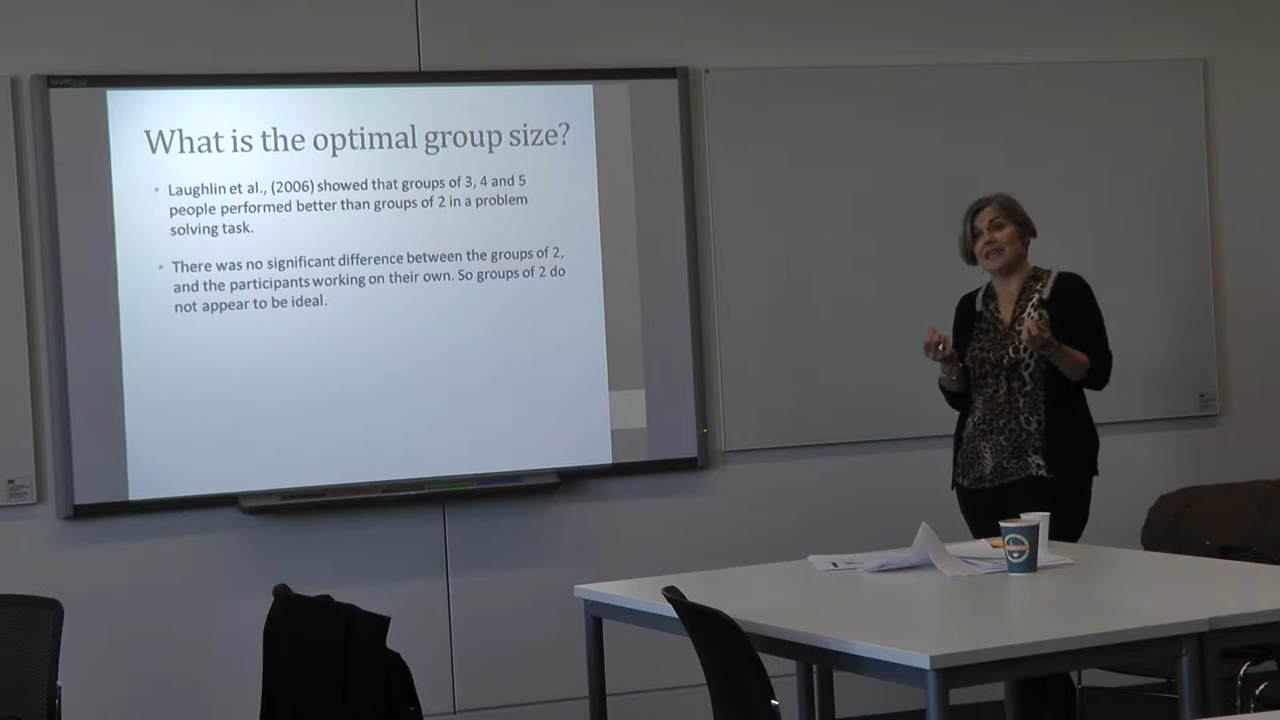 What is the optimal group size?
• Laughlin et al., (2006) showed that groups of 3, 4 and 5
people performed better than groups of 2 in a problem
solving task.
• There was no significant difference between the groups of 2,
and the participants working on their own. So groups of 2 do
not appear to be ideal.